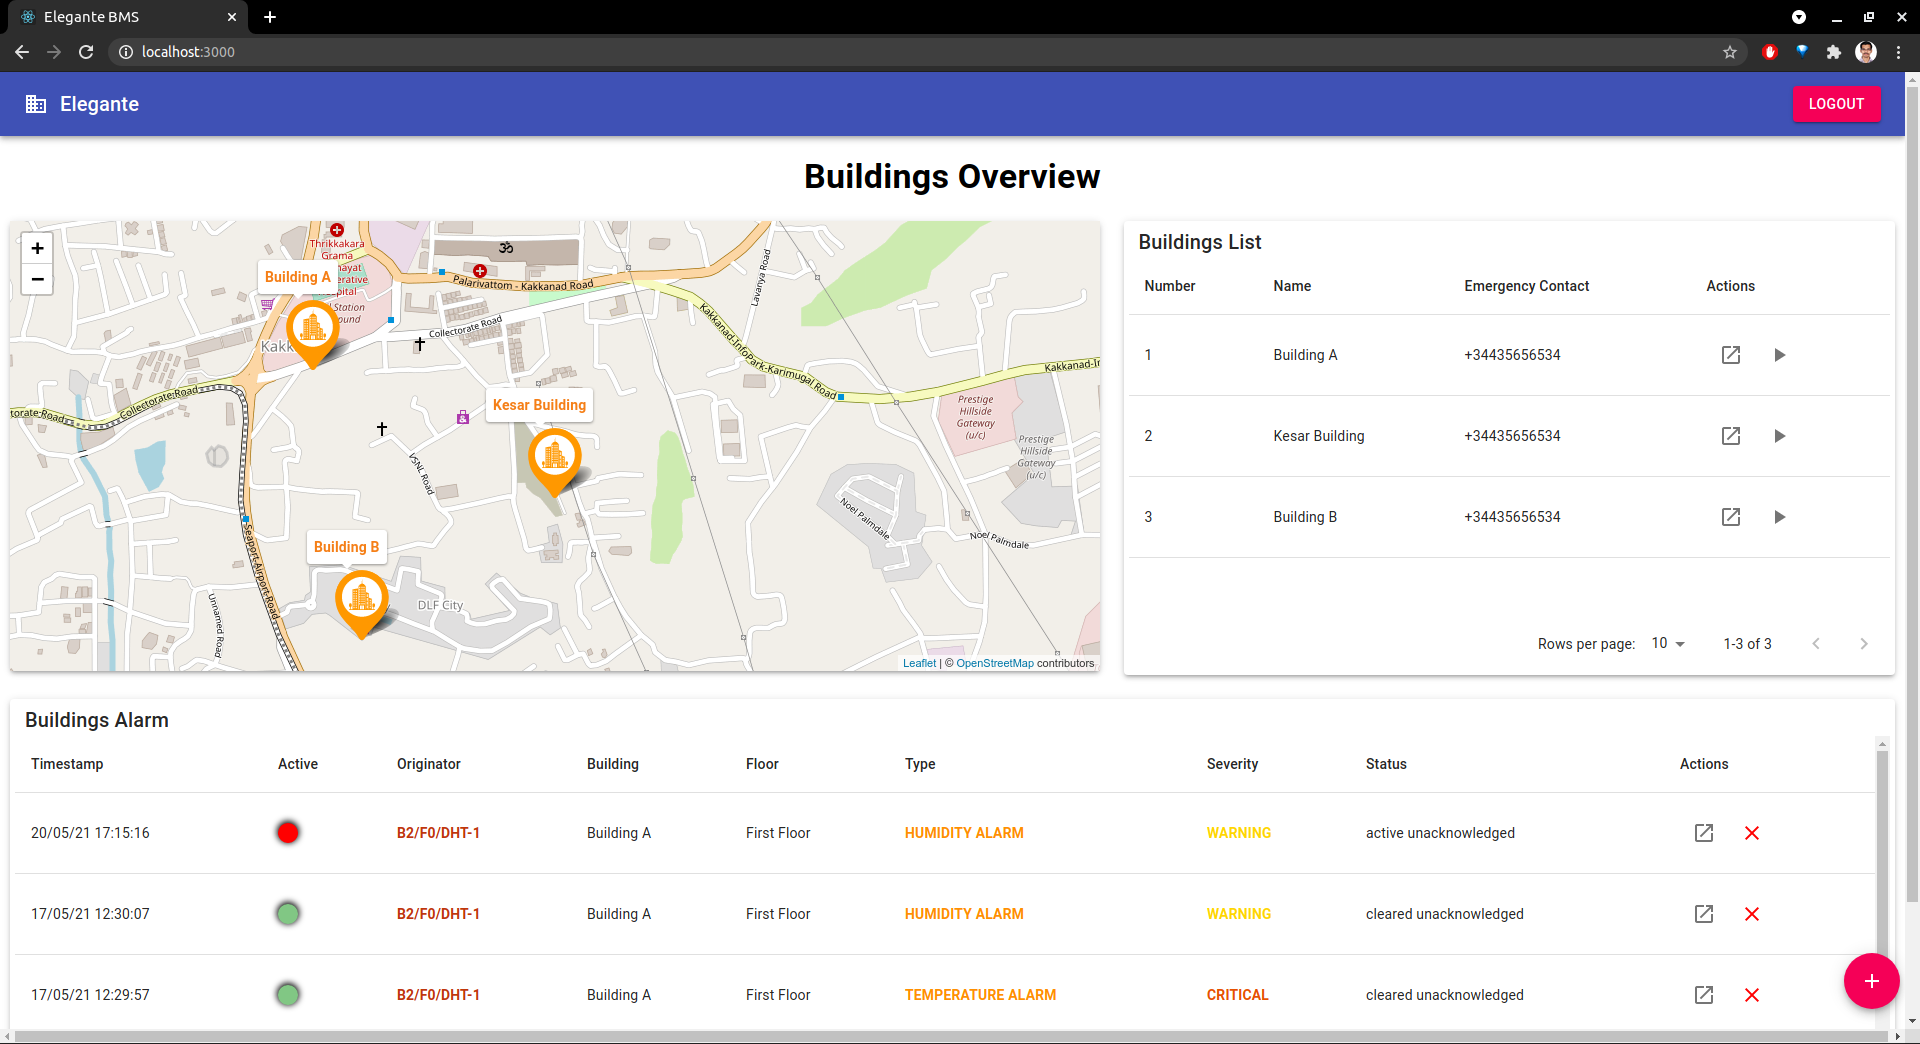 Elegante BMS
localhost:3000
Elegante
LOGOUT
Buildings Overview
+
−
Thrikkakara
Grama
Building A
Palarivattom - Kakkanad Road
Lavanya Road
Collectorate Road
Kakkanad-InfoPark-Karimugal Road
Kakkanad-In
Kesar Building
torate-Road
Collectorate-Road
Prestige
Hillside
Gateway
(u/c)
Prestige
Hillside
Gateway
(u/c)
VSNL Road
Noel Palmdale
Noel Palmdale
Seaport-Airport-Road
Building B
DLF City
Unnamed Road
Leaflet | © OpenStreetMap contributors
Buildings List
Number Name Emergency Contact Actions
1 Building A +34435656534
2 Kesar Building +34435656534
3 Building B +34435656534
Rows per page: 10 1-3 of 3
Buildings Alarm
Timestamp Active Originator Building Floor Type Severity Status Actions
20/05/21 17:15:16 B2/F0/DHT-1 Building A First Floor HUMIDITY ALARM WARNING active unacknowledged
17/05/21 12:30:07 B2/F0/DHT-1 Building A First Floor HUMIDITY ALARM WARNING cleared unacknowledged
17/05/21 12:29:57 B2/F0/DHT-1 Building A First Floor TEMPERATURE ALARM CRITICAL cleared unacknowledged